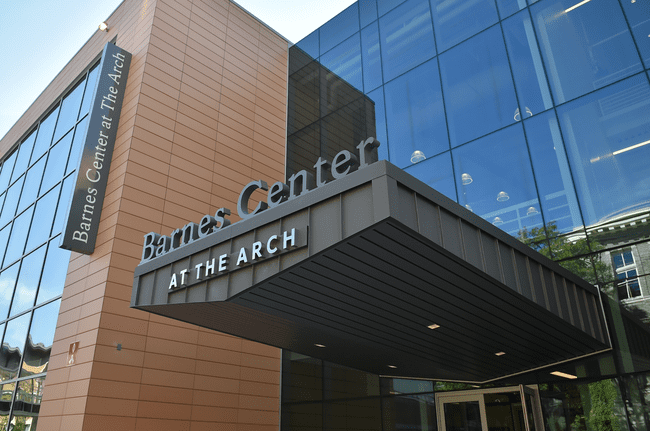 Barnes Center at The Arch
Barnes Center
AT THE ARCH